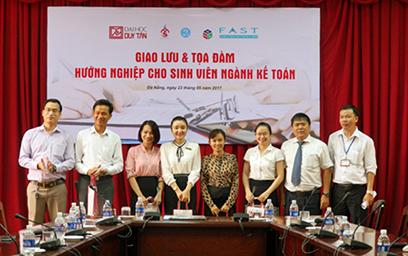 ĐẠI HỌC
DUY TÂN
FAST
GIAO LƯU & TỌA ĐÀM
HƯỚNG NGHIỆP CHO SINH VIÊN NGÀNH KẾ TOÁN
Đà Nẵng, ngày 23 tháng 05 năm 2017